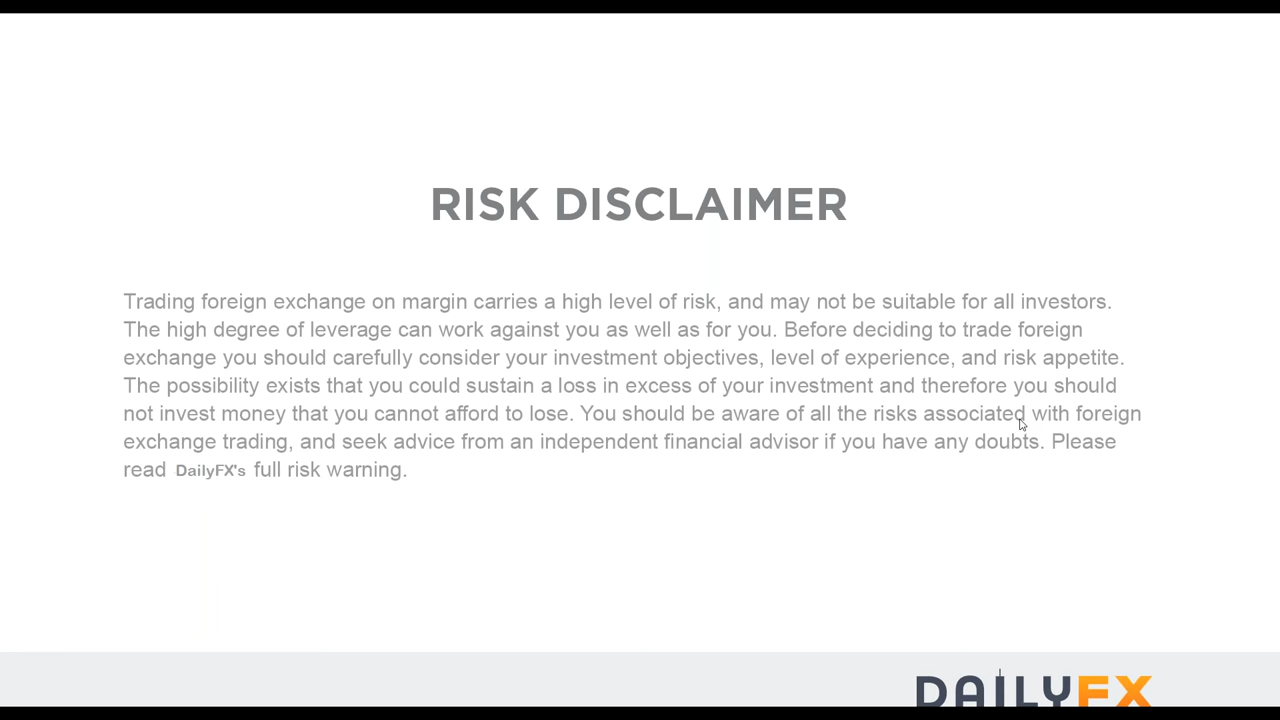 RISK DISCLAIMER
Trading foreign exchange on margin carries a high level of risk, and may not be suitable for all investors.
The high degree of leverage can work against you as well as for you. Before deciding to trade foreign
exchange you should carefully consider your investment objectives, level of experience, and risk appetite.
The possibility exists that you could sustain a loss in excess of your investment and therefore you should
not invest money that you cannot afford to lose. You should be aware of all the risks associated with foreign
exchange trading, and seek advice from an independent financial advisor if you have any doubts. Please
read DailyFX's full risk warning.
DAILYFX